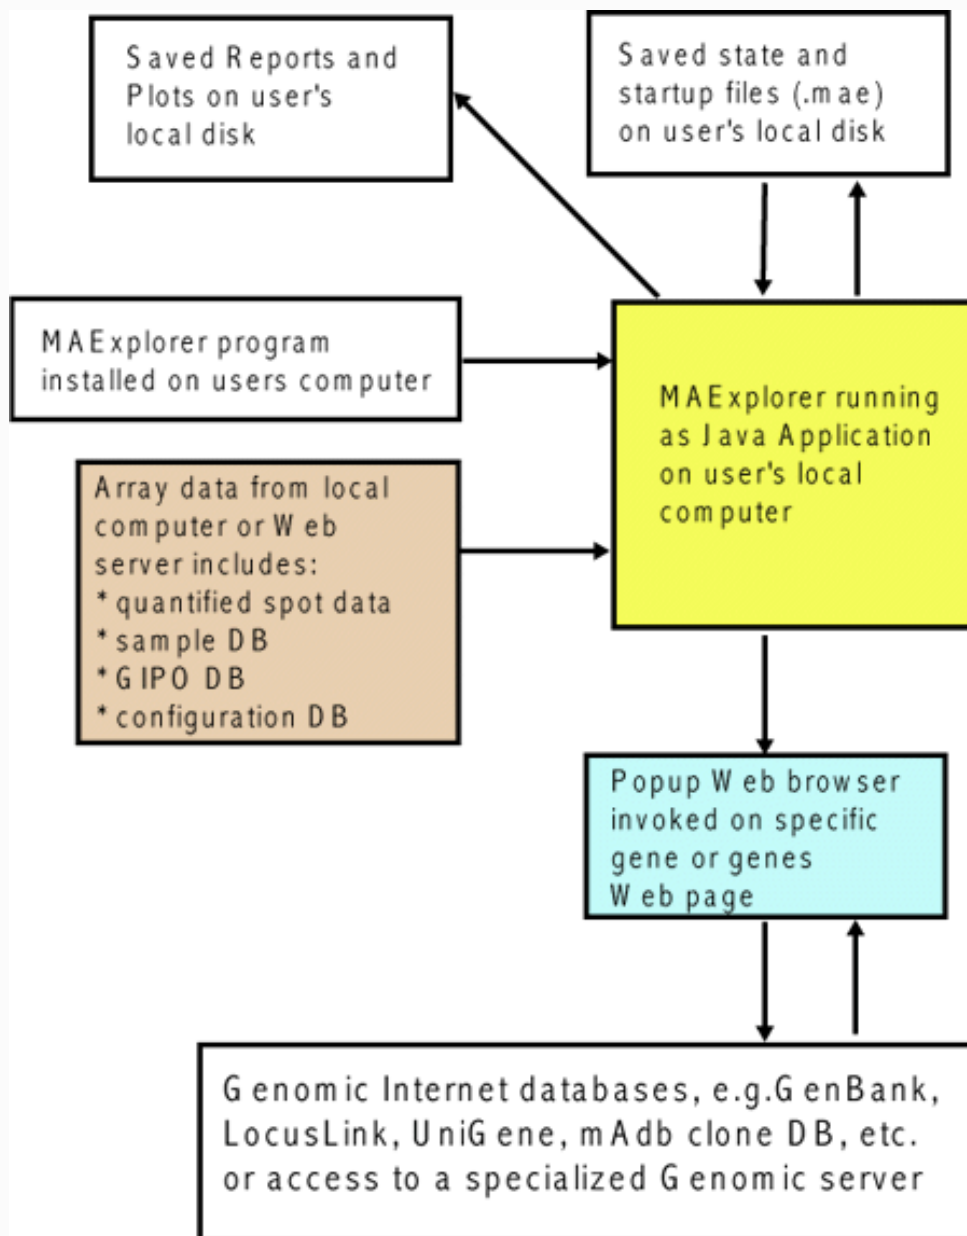 Saved Reports and
Plots on user's
local disk
Saved state and
startup files (.mae)
on user's local disk
MAExplorer program
installed on users computer
MAExplorer running
as Java Application
on user's local
computer
Array data from local
computer or Web
server includes:
* quantified spot data
* sample DB
* GIPO DB
* configuration DB
Popup Web browser
invoked on specific
gene or genes
Web page
Genomic Internet databases, e.g.GenBank,
LocusLink, UniGene, mAdb clone DB, etc.
or access to a specialized Genomic server